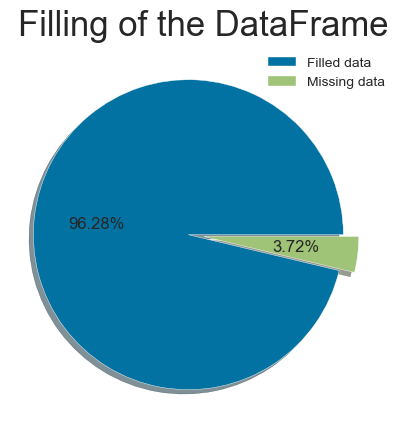 Filling of the DataFrame
Filled data
Missing data
96.28%
3.72%